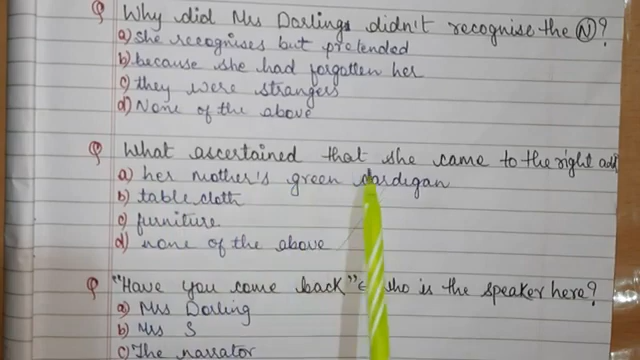 Q Why did Mrs Dorlings didn't recognise the N?
a) she recognises but pretended
b) because she had forgotten her
c) they were strangers
d) None of the above
Q What ascertained that she came to the right
a) her mother's green cardigan
b) table cloth
c) furniture
d) none of the above
Q "Have you come back" who is the speaker here?
a) Mrs Dorling
b) Mrs S
c) The narrator